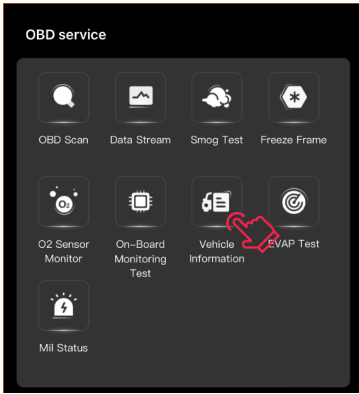 OBD service
OBD Scan
Data Stream
Smog Test
Freeze Frame
O2
O2 Sensor
Monitor
On-Board
Monitoring
Test
Vehicle
Information
EVAP Test
Mil Status